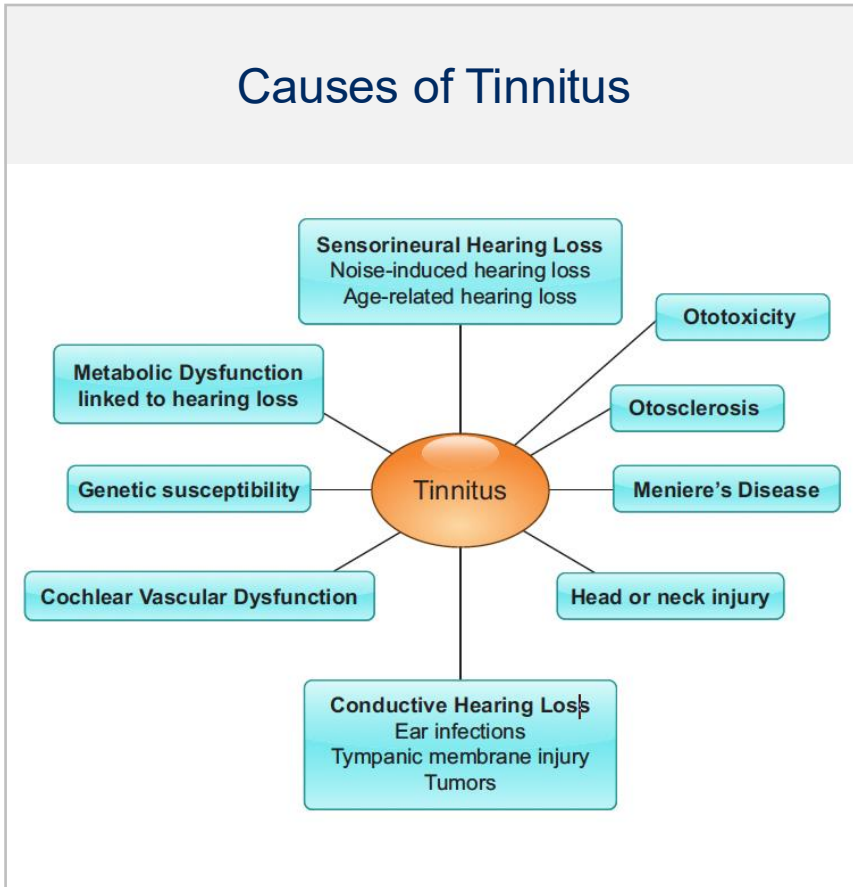 Causes of Tinnitus
Sensorineural Hearing Loss
Noise-induced hearing loss
Age-related hearing loss
Ototoxicity
Metabolic Dysfunction
linked to hearing loss
Otosclerosis
Genetic susceptibility
Tinnitus
Meniere's Disease
Cochlear Vascular Dysfunction
Head or neck injury
Conductive Hearing Loss
Ear infections
Tympanic membrane injury
Tumors